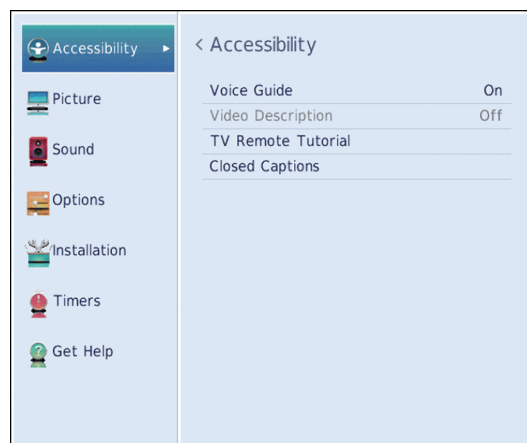 Accessibility
Picture
Sound
Options
Installation
Timers
Get Help
< Accessibility
Voice Guide On
Video Description Off
TV Remote Tutorial
Closed Captions